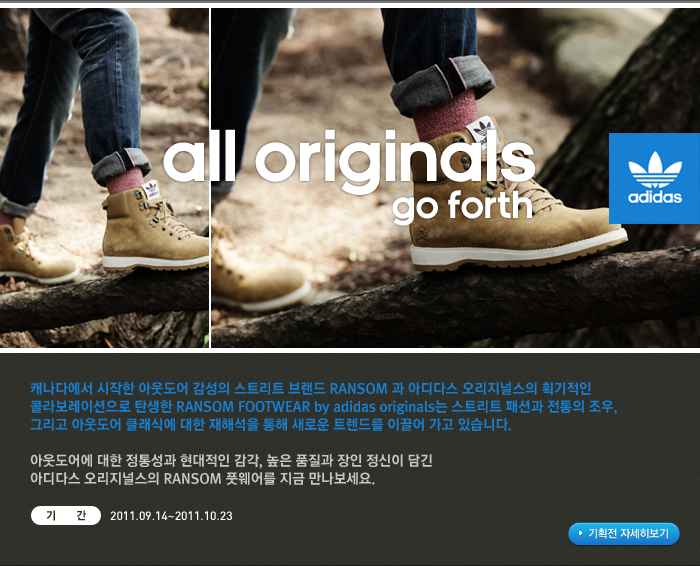 all originals
go forth
adidas
캐나다에서 시작한 아웃도어 감성의 스트리트 브랜드 RANSOM 과 아디다스 오리지널스의 획기적인
콜라보레이션으로 탄생한 RANSOM FOOTWEAR by adidas originals는 스트리트 패션과 전통의 조우,
그리고 아웃도어 클래식에 대한 재해석을 통해 새로운 트렌드를 이끌어 가고 있습니다.
아웃도어에 대한 정통성과 현대적인 감각, 높은 품질과 장인 정신이 담긴
아디다스 오리지널스의 RANSOM 풋웨어를 지금 만나보세요.
기 간 2011.09.14~2011.10.23
기획전 자세히보기